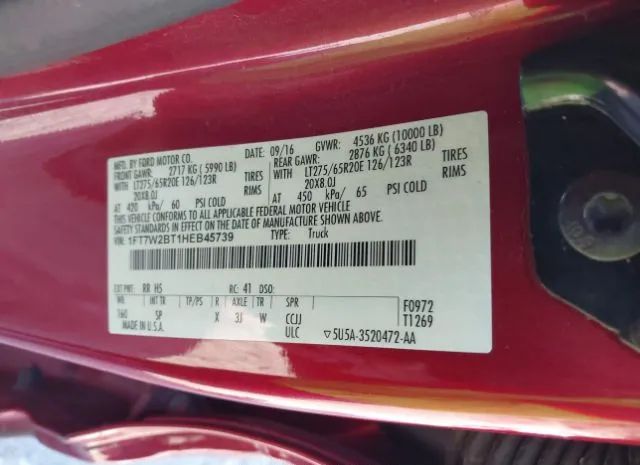 MFD. BY FORD MOTOR CO.
DATE: 09/16 GVWR: 4536 KG (10000 LB)
FRONT GAWR: 2717 KG ( 5990 LB)
REAR GAWR: 2876 KG ( 6340 LB)
WITH LT275/65R20E 126/123R TIRES
WITH LT275/65R20E 126/123R TIRES
20X8.0J RIMS
20X8.0J RIMS
AT 420 kPa/ 60 PSI COLD
AT 450 kPa/ 65 PSI COLD
THIS VEHICLE CONFORMS TO ALL APPLICABLE FEDERAL MOTOR VEHICLE
SAFETY STANDARDS IN EFFECT ON THE DATE OF MANUFACTURE SHOWN ABOVE.
VIN: 1FT7W2BT1HEB45739
TYPE: Truck
EXT PNT: RR HS RC: 41 DSO:
WB INT TR TP/PS R AXLE TR SPR
160 SP X 3J W CCJJ
F0972
T1269
MADE IN U.S.A. ULC ▽5U5A-3520472-AA